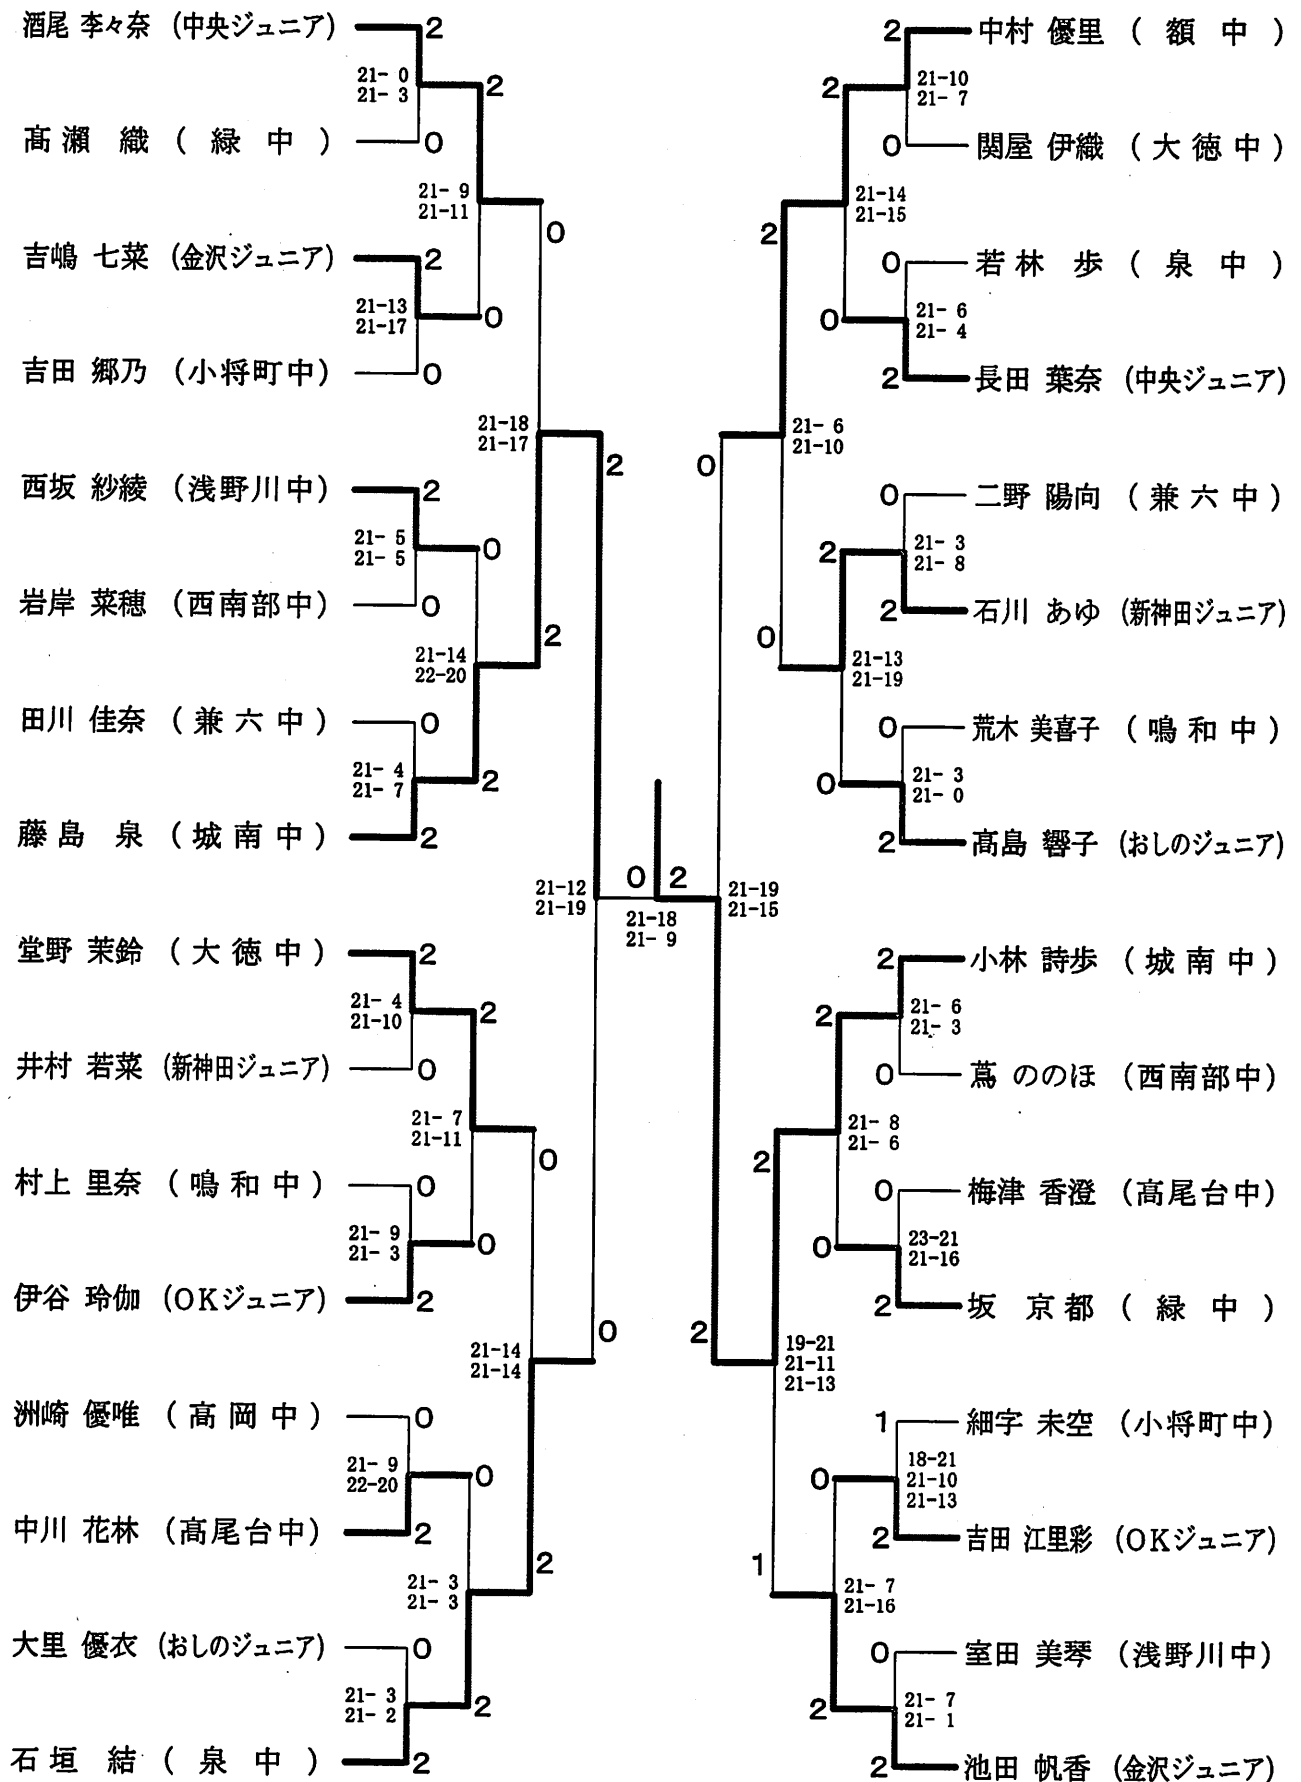 酒尾 李々奈 (中央ジュニア) 2
21- 0
21- 3
2
髙瀬 織 ( 緑 中 ) 0
21- 9
21-11
0
吉嶋 七菜 (金沢ジュニア) 2
21-13
21-17
0
吉田 郷乃 (小将町中) 0
21-18
21-17
2
西坂 紗綾 (浅野川中) 2
21- 5
21- 5
0
岩岸 菜穂 (西南部中) 0
21-14
22-20
2
田川 佳奈 ( 兼 六 中 ) 0
21- 4
21- 7
2
藤島 泉 ( 城 南 中 ) 2
21-12
21-19
堂野 茉鈴 ( 大 徳 中 ) 2
21- 4
21-10
2
井村 若菜 (新神田ジュニア) 0
21- 7
21-11
0
村上 里奈 ( 鳴 和 中 ) 0
21- 9
21- 3
0
伊谷 玲伽 (OKジュニア) 2
21-14
21-14
0
洲崎 優唯 ( 高 岡 中 ) 0
21- 9
22-20
0
中川 花林 (高尾台中) 2
21- 3
21- 3
2
大里 優衣 (おしのジュニア) 0
21- 3
21- 2
2
石垣 結 ( 泉 中 ) 2
0 2
21-18
21- 9
2 中村 優里 ( 額 中 )
21-10
21- 7
2
0 関屋 伊織 ( 大 徳 中 )
21-14
21-15
2
0 若林 歩 ( 泉 中 )
21- 6
21- 4
0
2 長田 葉奈 (中央ジュニア)
21- 6
21-10
0
0 二野 陽向 ( 兼 六 中 )
21- 3
21- 8
2
2 石川 あゆ (新神田ジュニア)
21-13
21-19
0
0 荒木 美喜子 ( 鳴 和 中 )
21- 3
21- 0
0
2 髙島 響子 (おしのジュニア)
21-19
21-15
2 小林 詩歩 ( 城 南 中 )
21- 6
21- 3
2
0 蔦 ののほ (西南部中)
21- 8
21- 6
2
0 梅津 香澄 (高尾台中)
23-21
21-16
0
2 坂 京都 ( 緑 中 )
19-21
21-11
21-13
2
1 細字 未空 (小将町中)
18-21
21-10
21-13
0
2 吉田 江里彩 (OKジュニア)
21- 7
21-16
1
0 室田 美琴 (浅野川中)
21- 7
21- 1
2
2 池田 帆香 (金沢ジュニア)